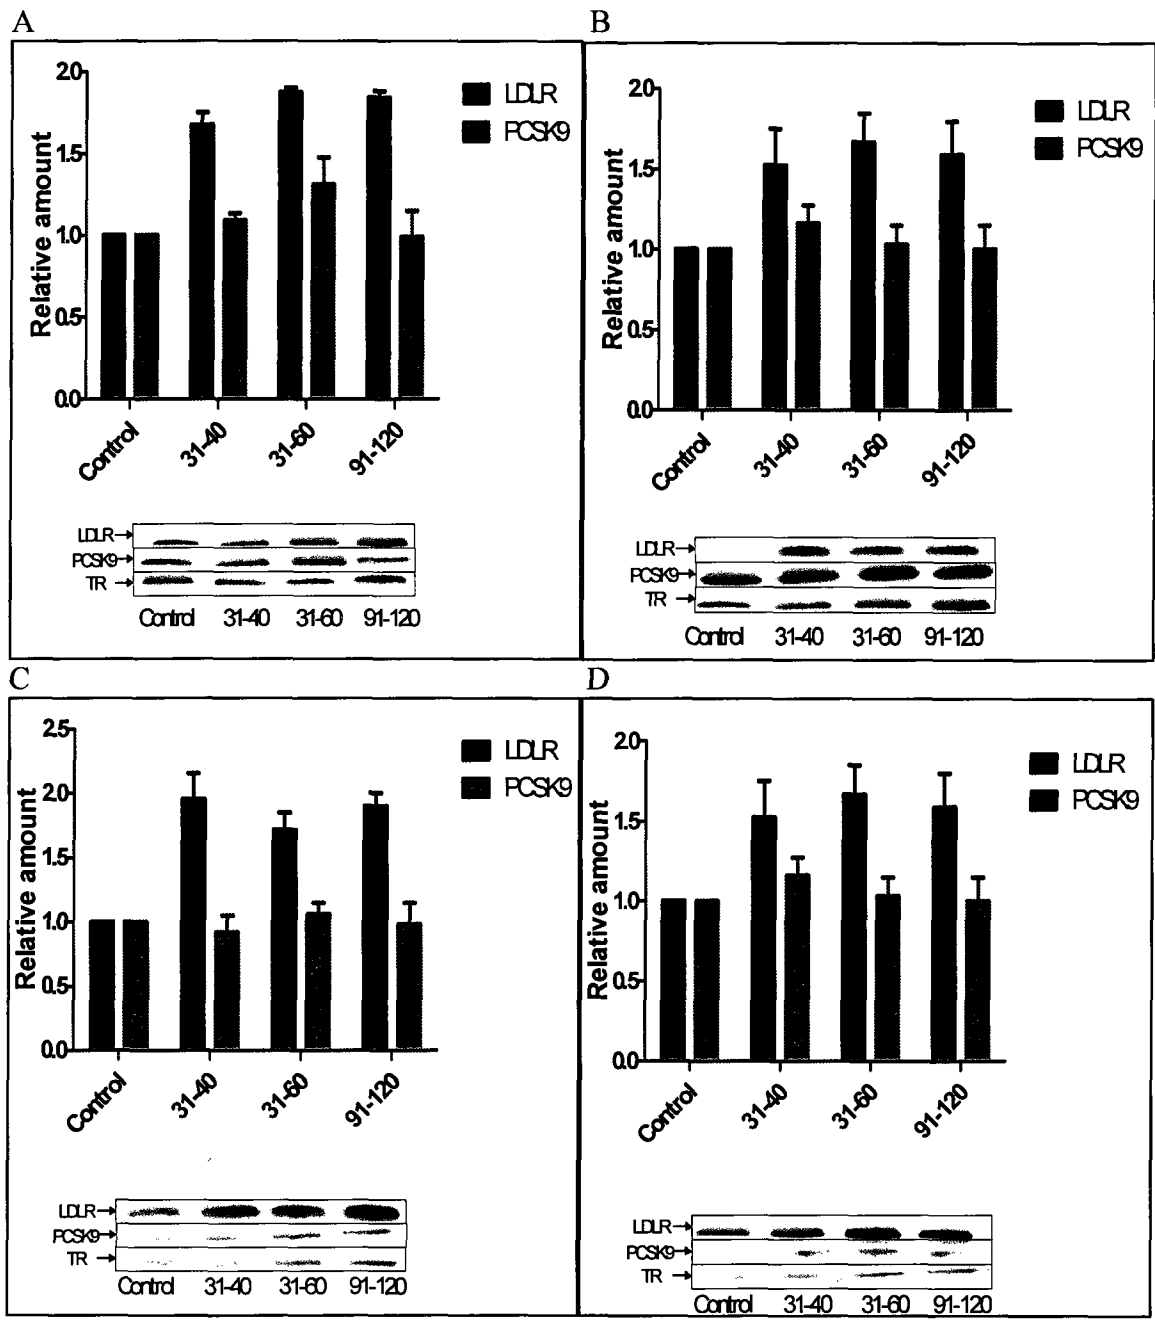 A
2.0
1.5
1.0
0.5
0.0
Relative amount
LDLR
PCSK9
Control
31-40
31-60
91-120
LDLR
PCSK9
TR
Control 31-40 31-60 91-120
B
2.0
1.5
1.0
0.5
0.0
Relative amount
LDLR
PCSK9
Control
31-40
31-60
91-120
LDLR
PCSK9
TR
Control 31-40 31-60 91-120
C
2.5
2.0
1.5
1.0
0.5
0.0
Relative amount
LDLR
PCSK9
Control
31-40
31-60
91-120
LDLR
PCSK9
TR
Control 31-40 31-60 91-120
D
2.0
1.5
1.0
0.5
0.0
Relative amount
LDLR
PCSK9
Control
31-40
31-60
91-120
LDLR
PCSK9
TR
Control 31-40 31-60 91-120